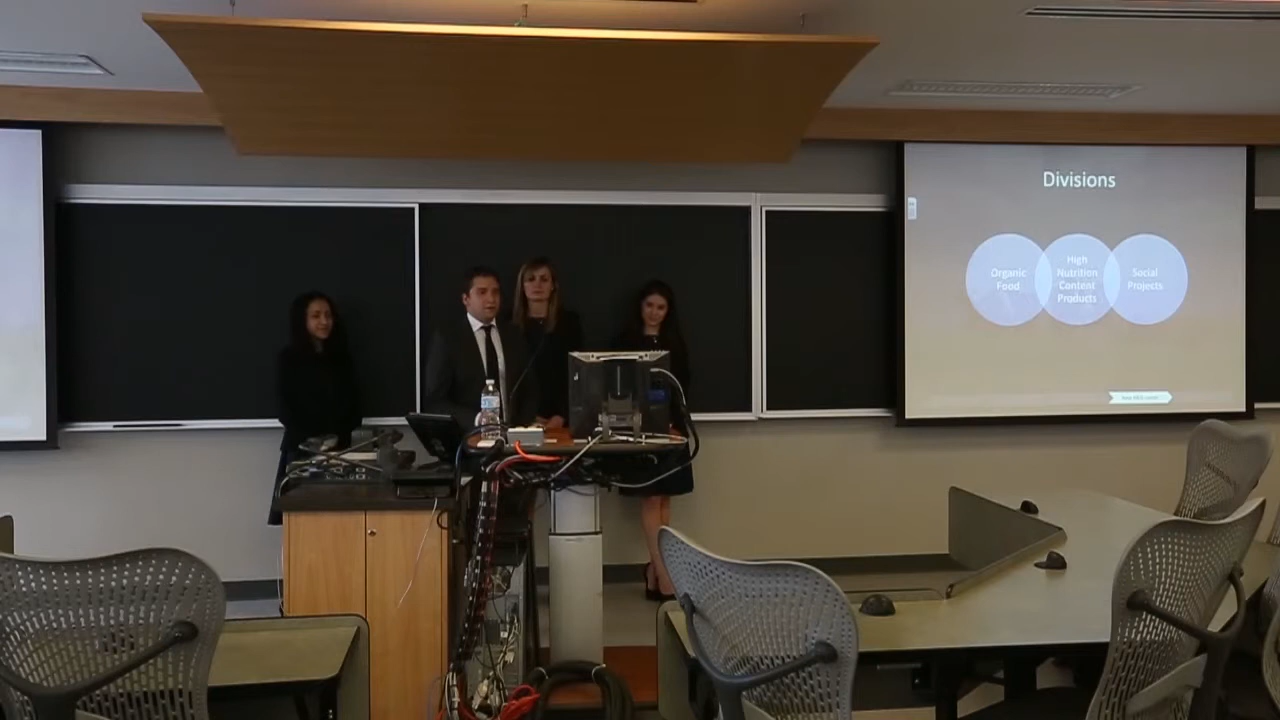 Divisions
Organic
Food
High
Nutrition
Content
Products
Social
Projects